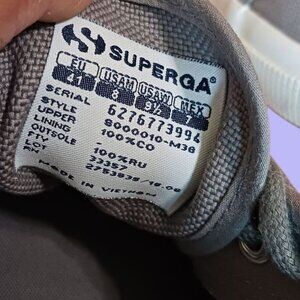 SUPERGA®
EU USAM USAW MEX
41 8 9½ 7
SERIAL 6276773994
STYLE S000010-M38
UPPER 100%CO
LINING -
OUTSOLE 100%RU
FTY 33357
LOT
MADE IN VIETNAM